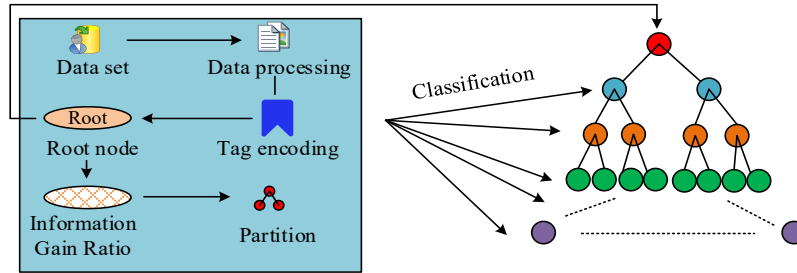 Data set
Data processing
Classification
Root
Root node
Tag encoding
Information
Gain Ratio
Partition